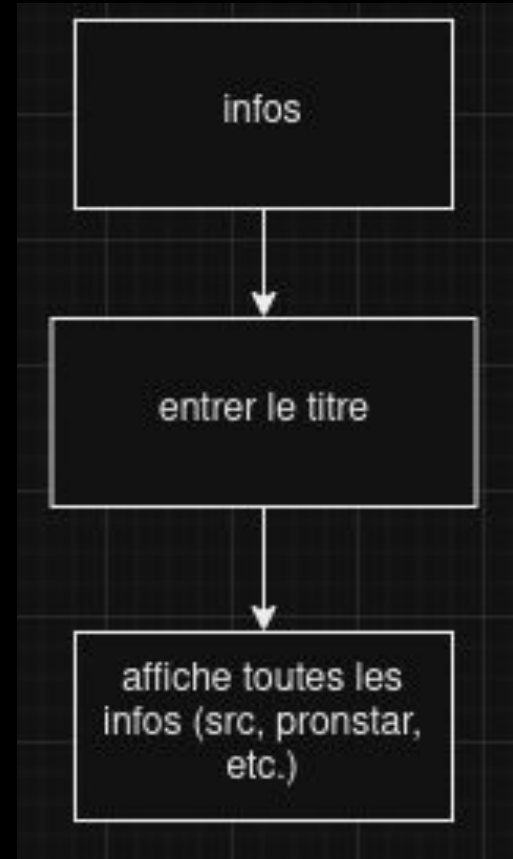 infos
entrer le titre
affiche toutes les
infos (src, pronstar,
etc.)